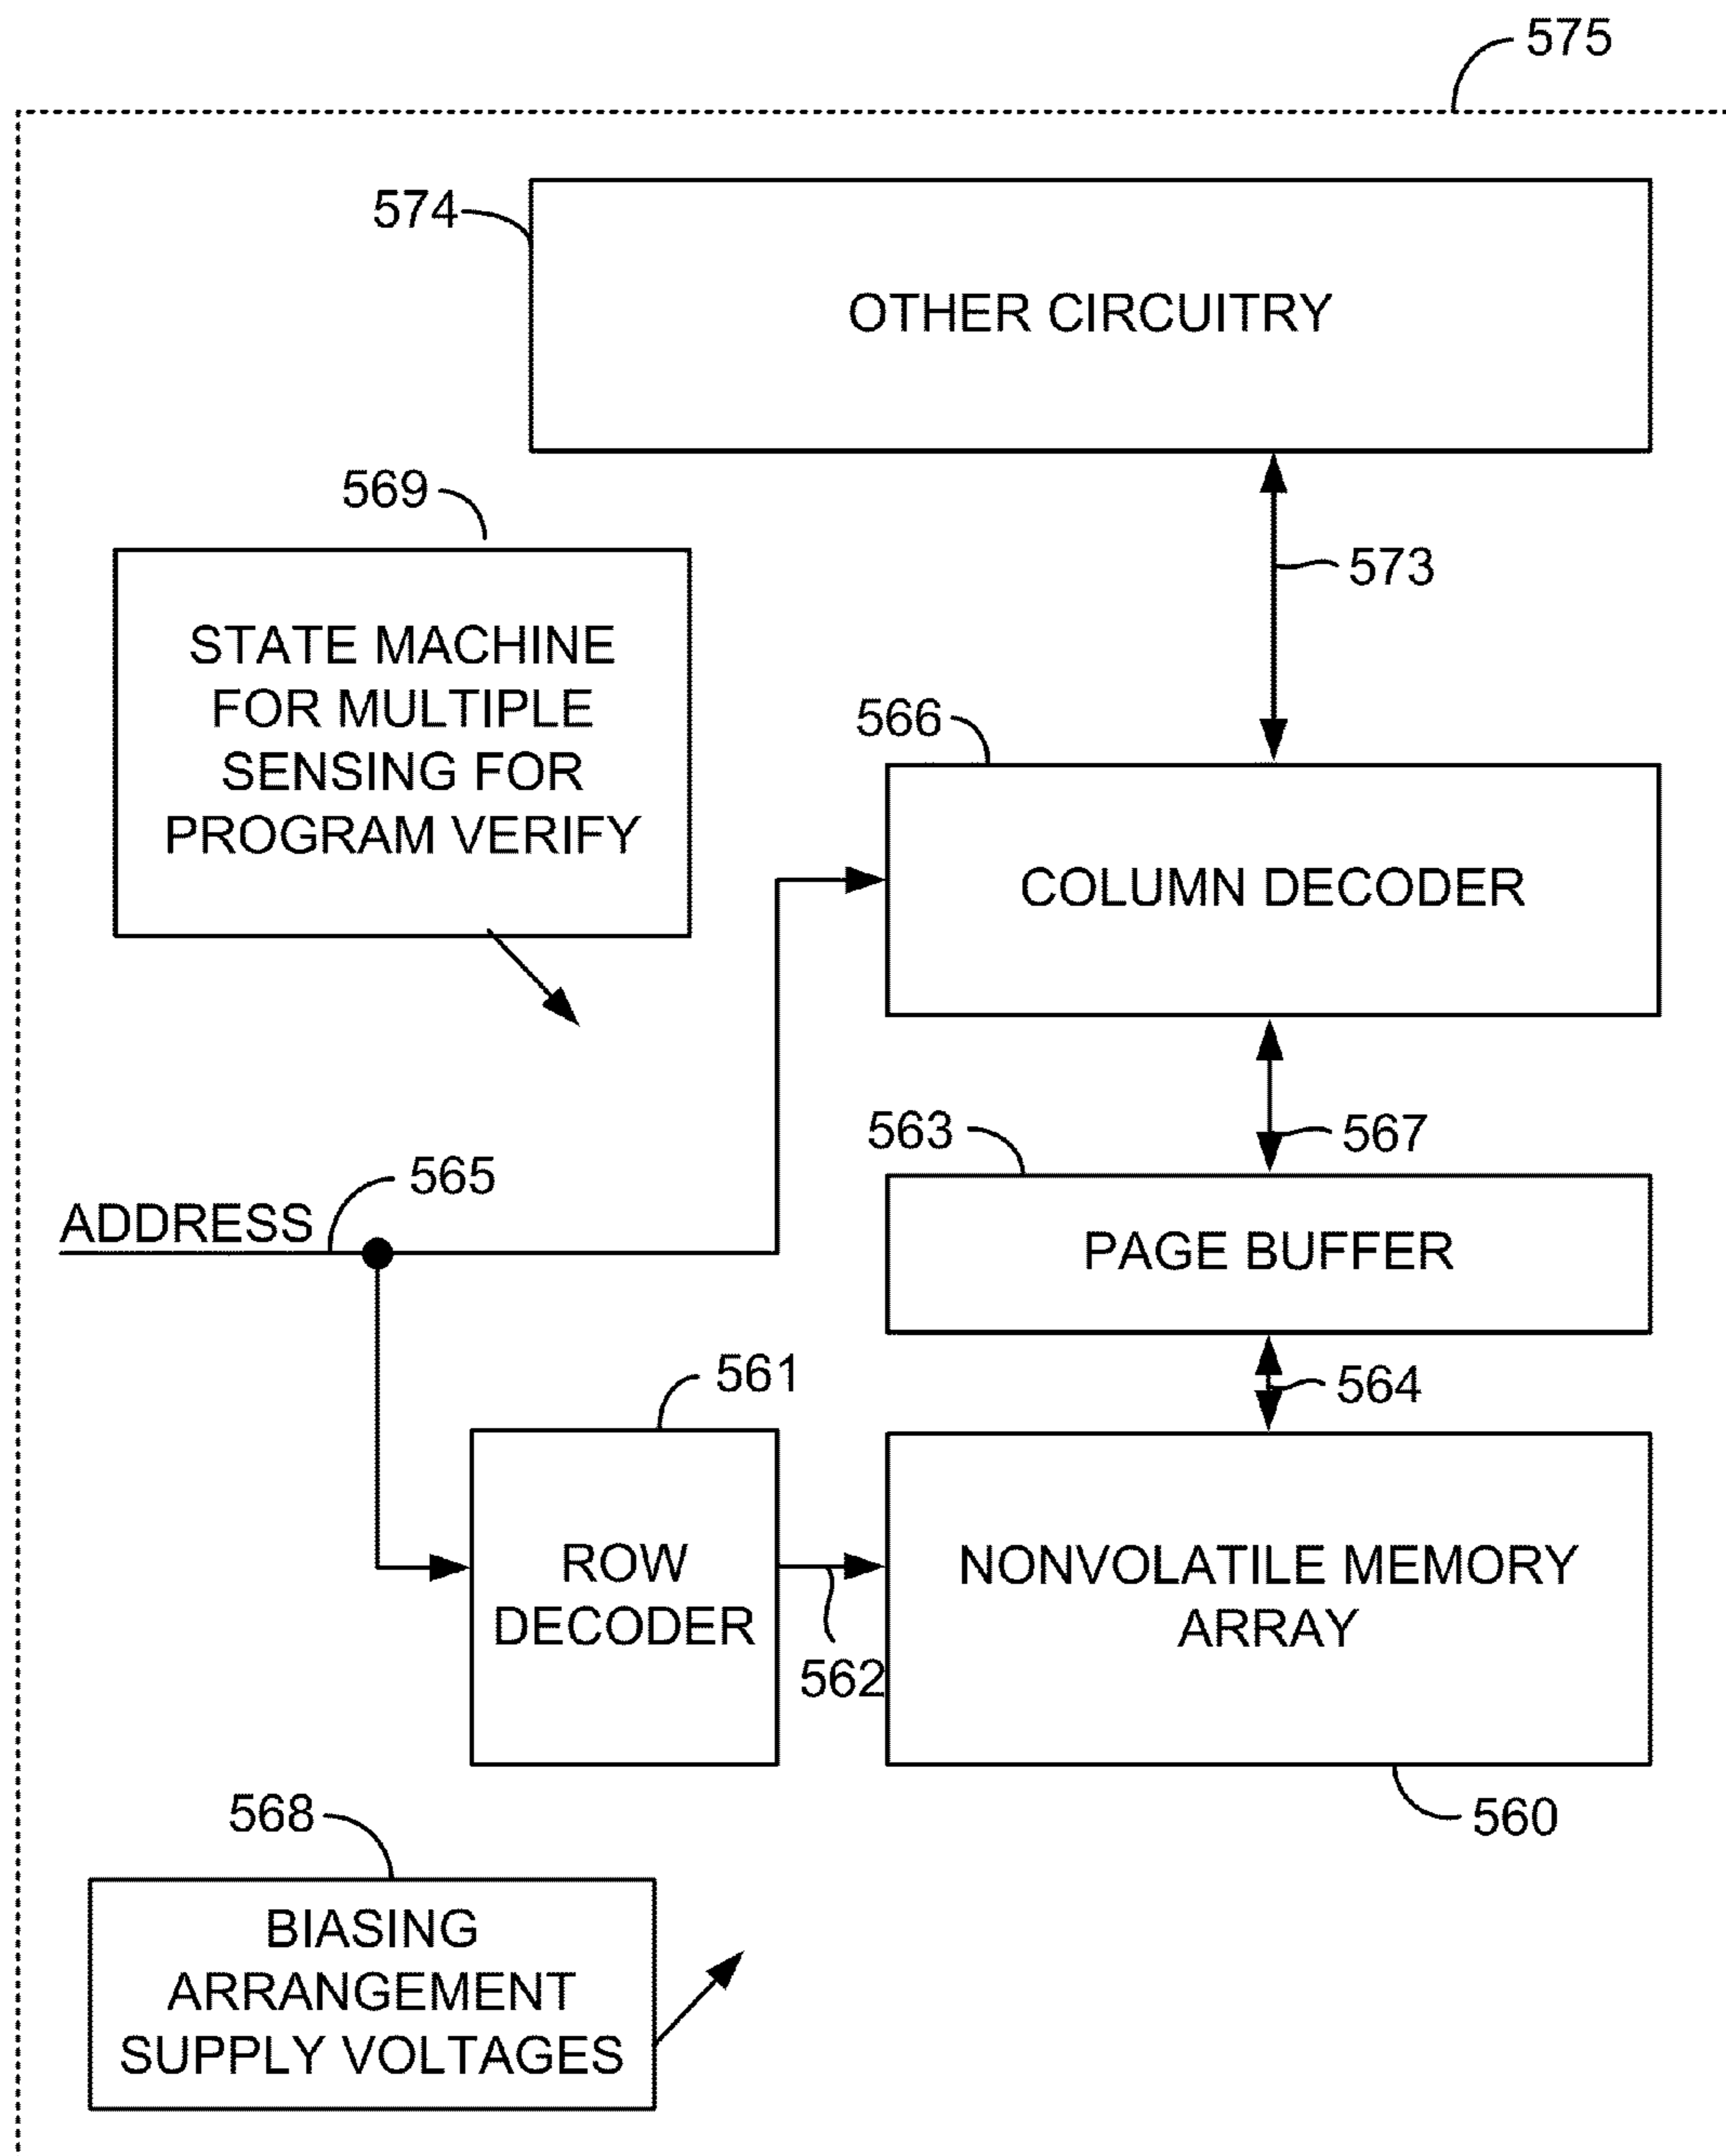 575
574
OTHER CIRCUITRY
569
573
STATE MACHINE
FOR MULTIPLE
SENSING FOR
PROGRAM VERIFY
566
COLUMN DECODER
563
567
565
ADDRESS
PAGE BUFFER
561
564
ROW
DECODER
562
NONVOLATILE MEMORY
ARRAY
560
568
BIASING
ARRANGEMENT
SUPPLY VOLTAGES